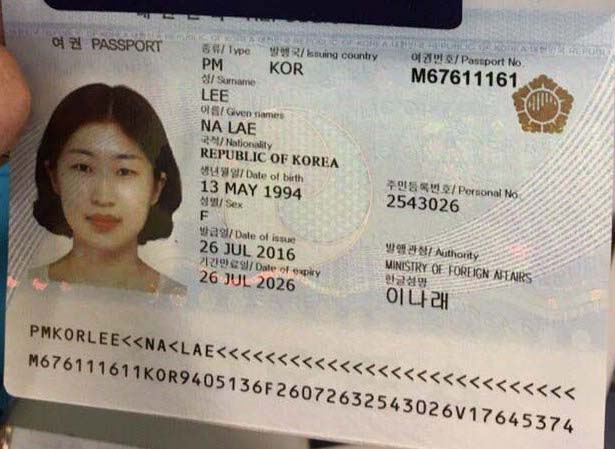 여권 PASSPORT
종류/ Type 발행국/ Issuing country 여권번호/ Passport No.
PM KOR M67611161
성/ Surname
LEE
이름/ Given names
NA LAE
국적/ Nationality
REPUBLIC OF KOREA
생년월일/ Date of birth 주민등록번호/ Personal No.
13 MAY 1994 2543026
성별/ Sex
F
발급일/ Date of issue 발행관청/ Authority
26 JUL 2016 MINISTRY OF FOREIGN AFFAIRS
기간만료일/ Date of expiry 한글성명
26 JUL 2026 이나래
PMKORLEE<<NA<LAE<<<<<<<<<<<<<<<<<<<<<<<<<<<<
M676111611KOR9405136F26072632543026V17645374